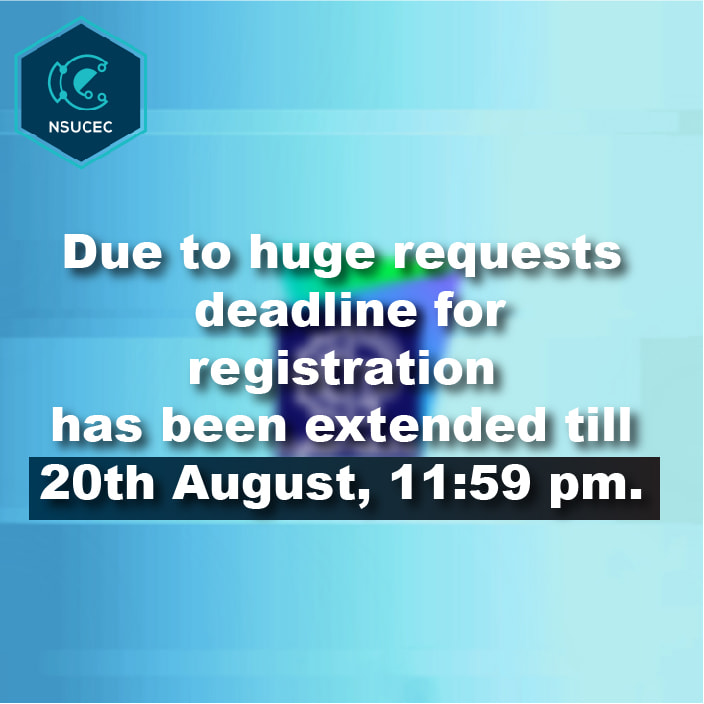 NSUCEC
Due to huge requests
deadline for
registration
has been extended till
20th August, 11:59 pm.